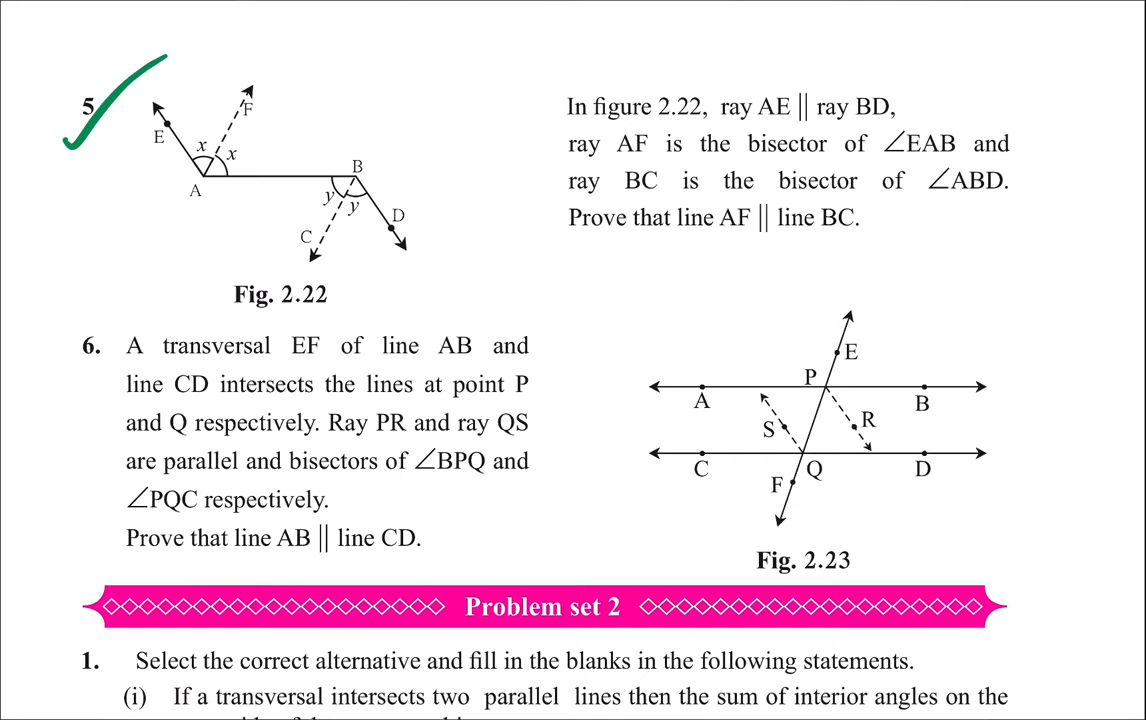 5
E
x
F
x
A
B
y
y
D
C
Fig. 2.22
In figure 2.22, ray AE || ray BD,
ray AF is the bisector of ∠EAB and
ray BC is the bisector of ∠ABD.
Prove that line AF || line BC.
6. A transversal EF of line AB and
line CD intersects the lines at point P
and Q respectively. Ray PR and ray QS
are parallel and bisectors of ∠BPQ and
∠PQC respectively.
Prove that line AB || line CD.
E
P
A
B
S
R
C
Q
D
F
Fig. 2.23
Problem set 2
1. Select the correct alternative and fill in the blanks in the following statements.
(i) If a transversal intersects two parallel lines then the sum of interior angles on the